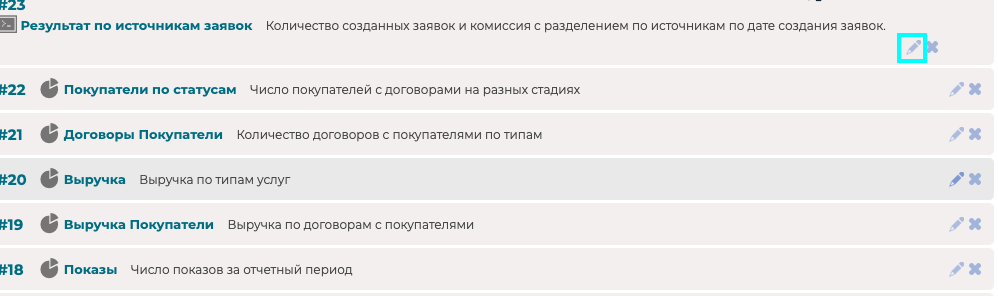 #23
Результат по источникам заявок Количество созданных заявок и комиссия с разделением по источникам по дате создания заявок.
#22 Покупатели по статусам Число покупателей с договорами на разных стадиях
#21 Договоры Покупатели Количество договоров с покупателями по типам
#20 Выручка Выручка по типам услуг
#19 Выручка Покупатели Выручка по договорам с покупателями
#18 Показы Число показов за отчетный период